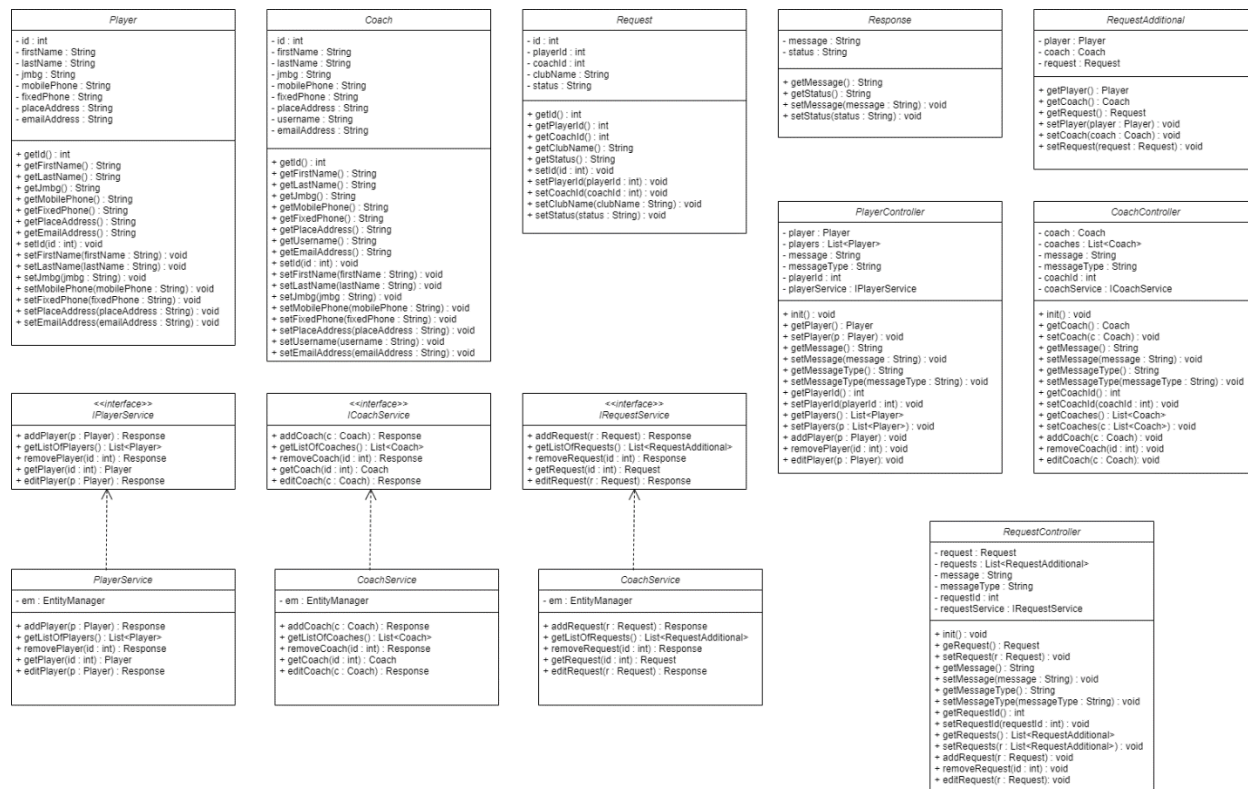 Player
- id : int
- firstName : String
- lastName : String
- jmbg : String
- mobilePhone : String
- fixedPhone : String
- placeAddress : String
- emailAddress : String
+ getId() : int
+ getFirstName() : String
+ getLastName() : String
+ getJmbg() : String
+ getMobilePhone() : String
+ getFixedPhone() : String
+ getPlaceAddress() : String
+ getEmailAddress() : String
+ setId(id : int) : void
+ setFirstName(firstName : String) : void
+ setLastName(lastName : String) : void
+ setJmbg(jmbg : String) : void
+ setMobilePhone(mobilePhone : String) : void
+ setFixedPhone(fixedPhone : String) : void
+ setPlaceAddress(placeAddress : String) : void
+ setEmailAddress(emailAddress : String) : void
Coach
- id : int
- firstName : String
- lastName : String
- jmbg : String
- mobilePhone : String
- fixedPhone : String
- placeAddress : String
- username : String
- emailAddress : String
+ getId() : int
+ getFirstName() : String
+ getLastName() : String
+ getJmbg() : String
+ getMobilePhone() : String
+ getFixedPhone() : String
+ getPlaceAddress() : String
+ getUsername() : String
+ getEmailAddress() : String
+ setId(id : int) : void
+ setFirstName(firstName : String) : void
+ setLastName(lastName : String) : void
+ setJmbg(jmbg : String) : void
+ setMobilePhone(mobilePhone : String) : void
+ setFixedPhone(fixedPhone : String) : void
+ setPlaceAddress(placeAddress : String) : void
+ setUsername(username : String) : void
+ setEmailAddress(emailAddress : String) : void
Request
- id : int
- playerId : int
- coachId : int
- clubName : String
- status : String
+ getId() : int
+ getPlayerId() : int
+ getCoachId() : int
+ getClubName() : String
+ getStatus() : String
+ setId(id : int) : void
+ setPlayerId(playerId : int) : void
+ setCoachId(coachId : int) : void
+ setClubName(clubName : String) : void
+ setStatus(status : String) : void
Response
- message : String
- status : String
+ getMessage() : String
+ getStatus() : String
+ setMessage(message : String) : void
+ setStatus(status : String) : void
RequestAdditional
- player : Player
- coach : Coach
- request : Request
+ getPlayer() : Player
+ getCoach() : Coach
+ getRequest() : Request
+ setPlayer(player : Player) : void
+ setCoach(coach : Coach) : void
+ setRequest(request : Request) : void
PlayerController
- player : Player
- players : List<Player>
- message : String
- messageType : String
- playerId : int
- playerService : IPlayerService
+ init() : void
+ getPlayer() : Player
+ setPlayer(p : Player) : void
+ getMessage() : String
+ setMessage(message : String) : void
+ getMessageType() : String
+ setMessageType(messageType : String) : void
+ getPlayerId() : int
+ setPlayerId(playerId : int) : void
+ getPlayers() : List<Player>
+ setPlayers(p : List<Player>) : void
+ addPlayer(p : Player) : void
+ removePlayer(id : int) : void
+ editPlayer(p : Player): void
CoachController
- coach : Coach
- coaches : List<Coach>
- message : String
- messageType : String
- coachId : int
- coachService : ICoachService
+ init() : void
+ getCoach() : Coach
+ setCoach(c : Coach) : void
+ getMessage() : String
+ setMessage(message : String) : void
+ getMessageType() : String
+ setMessageType(messageType : String) : void
+ getCoachId() : int
+ setCoachId(coachId : int) : void
+ getCoaches() : List<Coach>
+ setCoaches(c : List<Coach>) : void
+ addCoach(c : Coach) : void
+ removeCoach(id : int) : void
+ editCoach(c : Coach): void
<<interface>>
IPlayerService
+ addPlayer(p : Player) : Response
+ getListOfPlayers() : List<Player>
+ removePlayer(id : int) : Response
+ getPlayer(id : int) : Player
+ editPlayer(p : Player) : Response
<<interface>>
ICoachService
+ addCoach(c : Coach) : Response
+ getListOfCoaches() : List<Coach>
+ removeCoach(id : int) : Response
+ getCoach(id : int) : Coach
+ editCoach(c : Coach) : Response
<<interface>>
IRequestService
+ addRequest(r : Request) : Response
+ getListOfRequests() : List<RequestAdditional>
+ removeRequest(id : int) : Response
+ getRequest(id : int) : Request
+ editRequest(r : Request) : Response
PlayerService
- em : EntityManager
+ addPlayer(p : Player) : Response
+ getListOfPlayers() : List<Player>
+ removePlayer(id : int) : Response
+ getPlayer(id : int) : Player
+ editPlayer(p : Player) : Response
CoachService
- em : EntityManager
+ addCoach(c : Coach) : Response
+ getListOfCoaches() : List<Coach>
+ removeCoach(id : int) : Response
+ getCoach(id : int) : Coach
+ editCoach(c : Coach) : Response
CoachService
- em : EntityManager
+ addRequest(r : Request) : Response
+ getListOfRequests() : List<RequestAdditional>
+ removeRequest(id : int) : Response
+ getRequest(id : int) : Request
+ editRequest(r : Request) : Response
RequestController
- request : Request
- requests : List<RequestAdditional>
- message : String
- messageType : String
- requestId : int
- requestService : IRequestService
+ init() : void
+ geRequest() : Request
+ setRequest(r : Request) : void
+ getMessage() : String
+ setMessage(message : String) : void
+ getMessageType() : String
+ setMessageType(messageType : String) : void
+ getRequestId() : int
+ setRequestId(requestId : int) : void
+ getRequests() : List<RequestAdditional>
+ setRequests(r : List<RequestAdditional>) : void
+ addRequest(r : Request) : void
+ removeRequest(id : int) : void
+ editRequest(r : Request): void